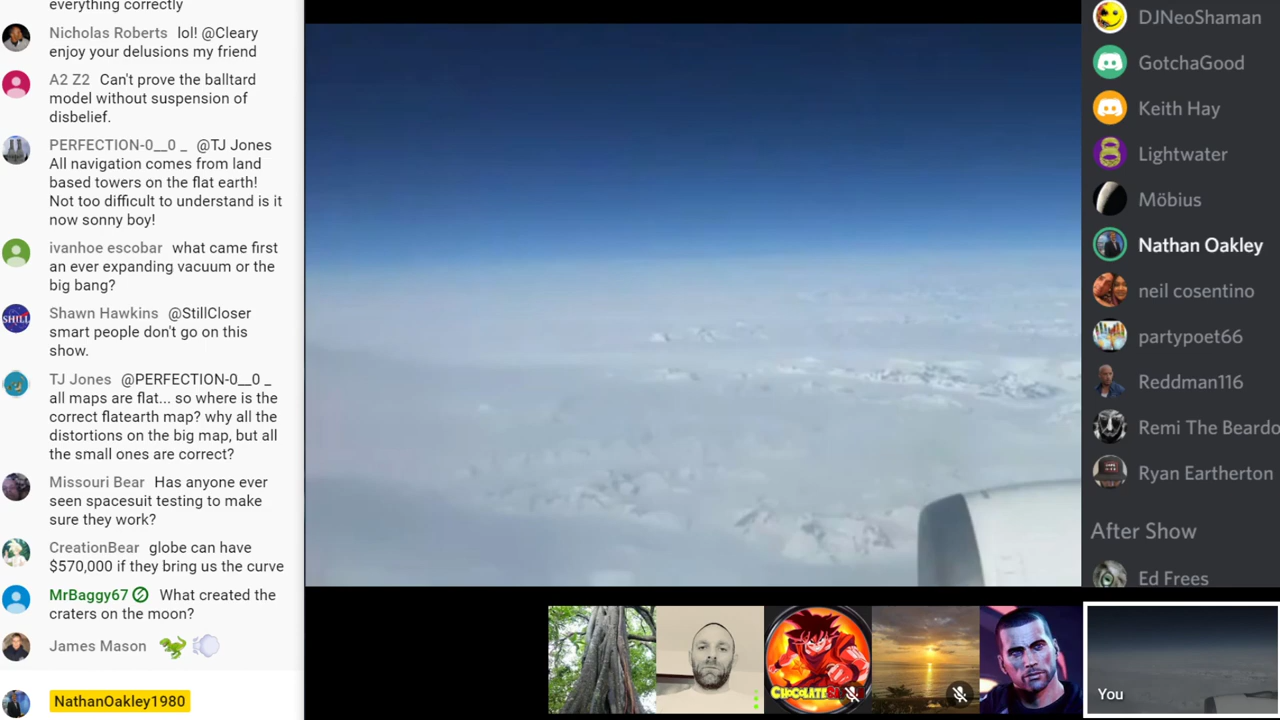 everything correctly
Nicholas Roberts lol! @Cleary
enjoy your delusions my friend
A2 Z2 Can't prove the balltard
model without suspension of
disbelief.
PERFECTION-0__0 _ @TJ Jones
All navigation comes from land
based towers on the flat earth!
Not too difficult to understand is it
now sonny boy!
ivanhoe escobar what came first
an ever expanding vacuum or the
big bang?
SHILL
Shawn Hawkins @StillCloser
smart people don't go on this
show.
TJ Jones @PERFECTION-0__0 _
all maps are flat... so where is the
correct flatearth map? why all the
distortions on the big map, but all
the small ones are correct?
Missouri Bear Has anyone ever
seen spacesuit testing to make
sure they work?
CreationBear globe can have
$570,000 if they bring us the curve
MrBaggy67 What created the
craters on the moon?
James Mason
NathanOakley1980
You
DJNeoShaman
GotchaGood
Keith Hay
Lightwater
Möbius
Nathan Oakley
neil cosentino
partypoet66
Reddman116
Remi The Beardo
Ryan Eartherton
After Show
Ed Frees